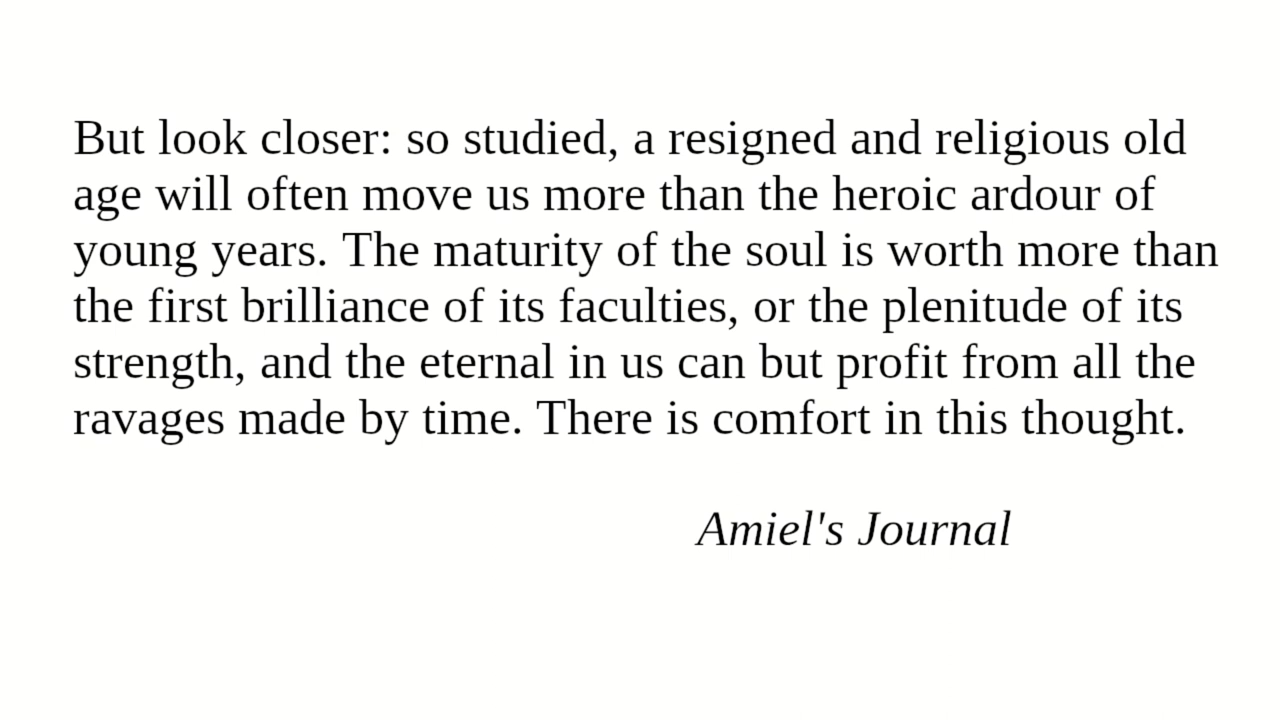 But look closer: so studied, a resigned and religious old
age will often move us more than the heroic ardour of
young years. The maturity of the soul is worth more than
the first brilliance of its faculties, or the plenitude of its
strength, and the eternal in us can but profit from all the
ravages made by time. There is comfort in this thought.
Amiel's Journal